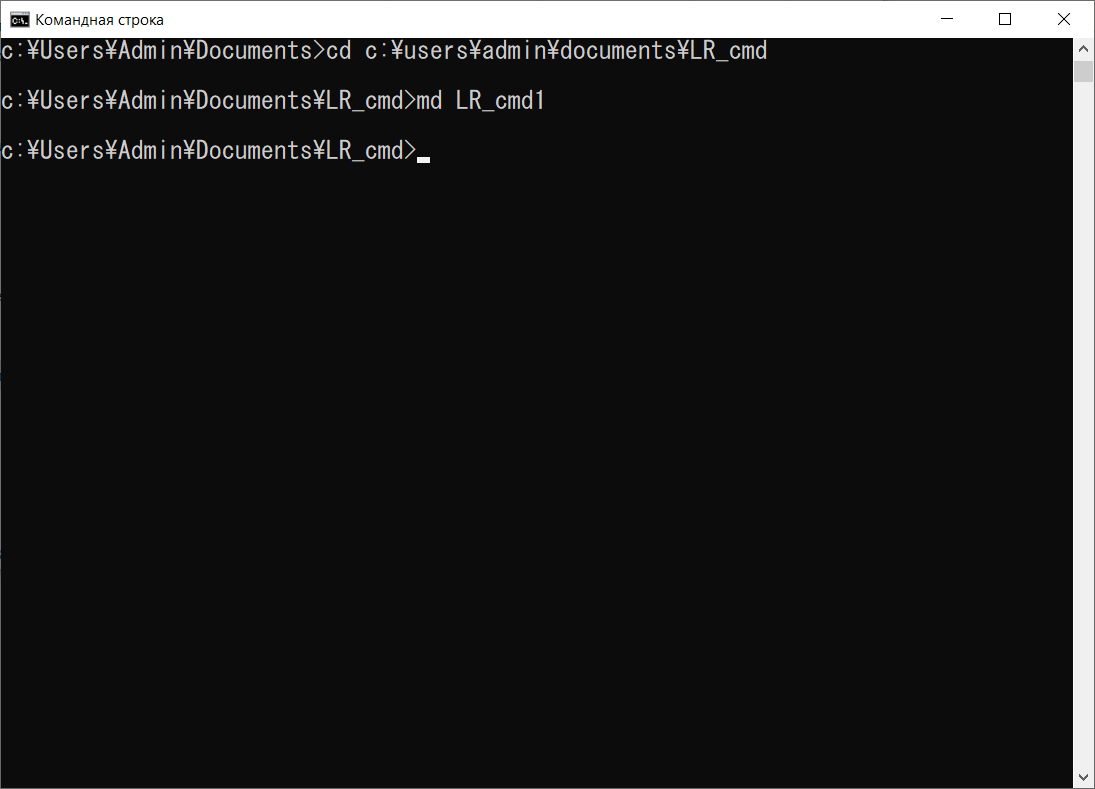 Командная строка
c:¥Users¥Admin¥Documents>cd c:¥users¥admin¥documents¥LR_cmd
c:¥Users¥Admin¥Documents¥LR_cmd>md LR_cmd1
c:¥Users¥Admin¥Documents¥LR_cmd>